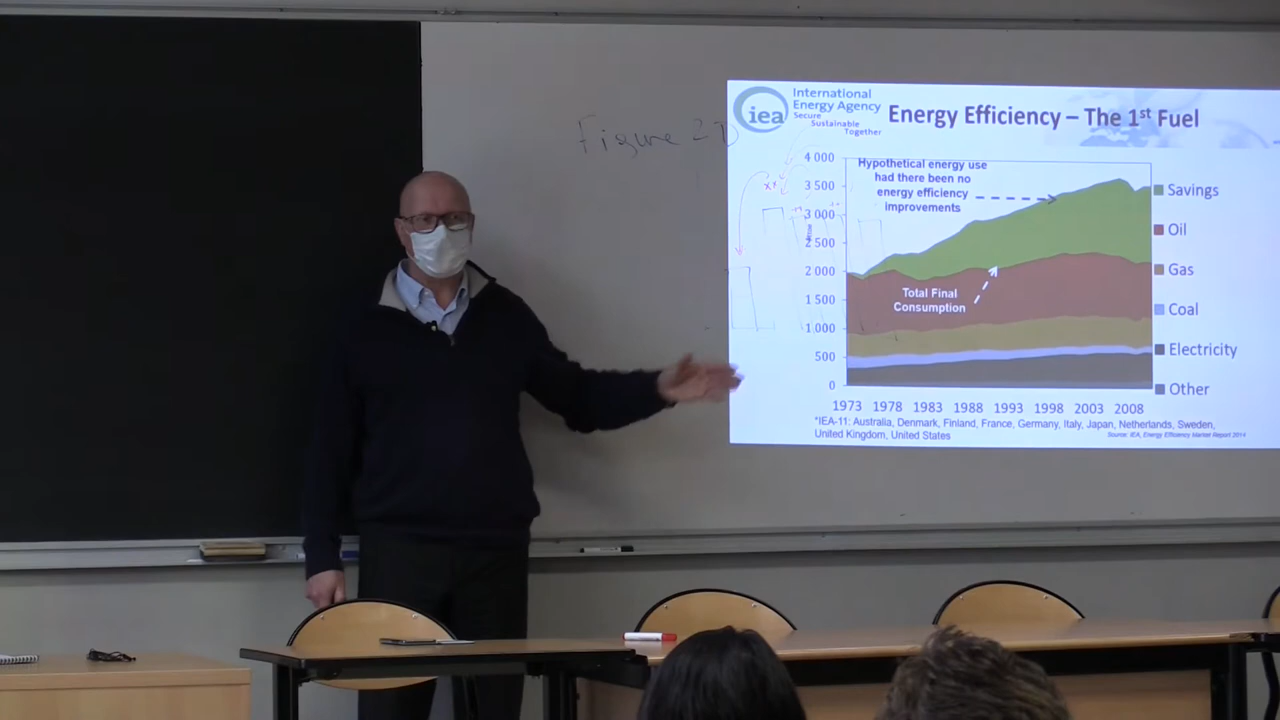 Figure 2
iea
International
Energy Agency
Secure
Sustainable
Together
Energy Efficiency – The 1st Fuel
4 000
3 500
3 000
2 500
2 000
1 500
1 000
500
0
Hypothetical energy use
had there been no
energy efficiency
improvements
Total Final
Consumption
Savings
Oil
Gas
Coal
Electricity
Other
1973 1978 1983 1988 1993 1998 2003 2008
*IEA-11: Australia, Denmark, Finland, France, Germany, Italy, Japan, Netherlands, Sweden,
United Kingdom, United States
Source: IEA, Energy Efficiency Market Report 2014